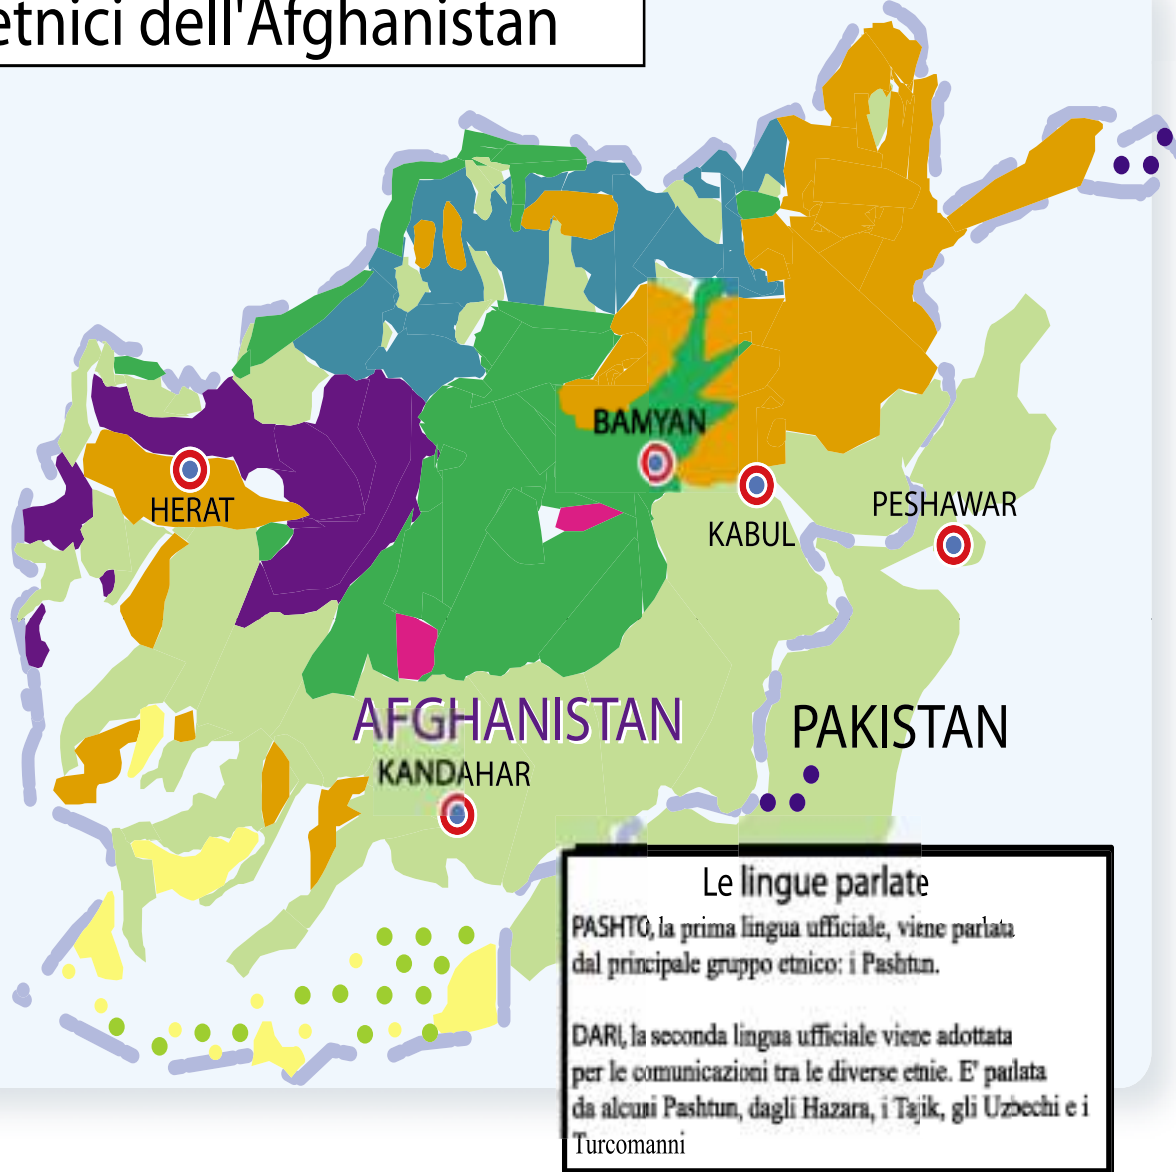 etnici dell'Afghanistan
BAMYAN
HERAT
KABUL
PESHAWAR
AFGHANISTAN
PAKISTAN
KANDAHAR
Le lingue parlate
PASHTO, la prima lingua ufficiale, viene parlata
dal principale gruppo etnico: i Pashtun.
DARI, la seconda lingua ufficiale viene adottata
per le comunicazioni tra le diverse etnie. E' parlata
da alcuni Pashtun, dagli Hazara, i Tajik, gli Uzbechi e i
Turcomanni